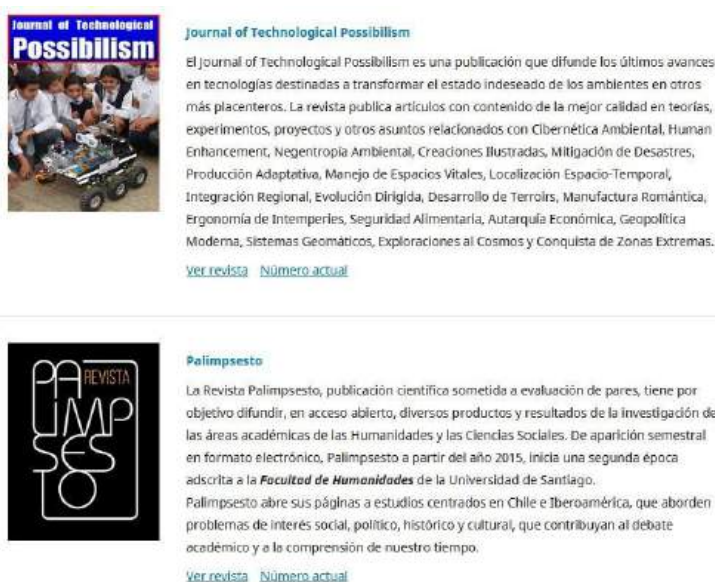 Journal of Technological
Possibilism
Journal of Technological Possibilism
El Journal of Technological Possibilism es una publicación que difunde los últimos avances
en tecnologías destinadas a transformar el estado indeseado de los ambientes en otros
más placenteros. La revista publica artículos con contenido de la mejor calidad en teorías,
experimentos, proyectos y otros asuntos relacionados con Cibernética Ambiental, Human
Enhancement, Negentropía Ambiental, Creaciones Ilustradas, Mitigación de Desastres,
Producción Adaptativa, Manejo de Espacios Vitales, Localización Espacio-Temporal,
Integración Regional, Evolución Dirigida, Desarrollo de Terroirs, Manufactura Romántica,
Ergonomía de Intemperies, Seguridad Alimentaria, Autarquía Económica, Geopolítica
Moderna, Sistemas Geomáticos, Exploraciones al Cosmos y Conquista de Zonas Extremas.
Ver revista Número actual
REVISTA
PALIMPSESTO
Palimpsesto
La Revista Palimpsesto, publicación científica sometida a evaluación de pares, tiene por
objetivo difundir, en acceso abierto, diversos productos y resultados de la investigación de
las áreas académicas de las Humanidades y las Ciencias Sociales. De aparición semestral
en formato electrónico, Palimpsesto a partir del año 2015, inicia una segunda época
adscrita a la Facultad de Humanidades de la Universidad de Santiago.
Palimpsesto abre sus páginas a estudios centrados en Chile e Iberoamérica, que aborden
problemas de interés social, político, histórico y cultural, que contribuyan al debate
académico y a la comprensión de nuestro tiempo.
Ver revista Número actual